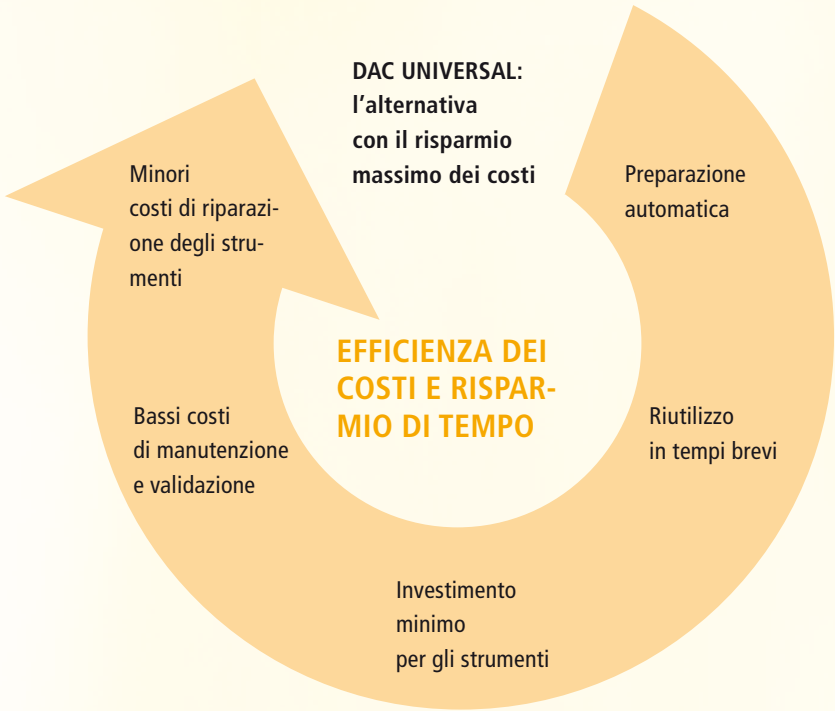 DAC UNIVERSAL:
l'alternativa
con il risparmio
massimo dei costi
Preparazione
automatica
Riutilizzo
in tempi brevi
Investimento
minimo
per gli strumenti
Bassi costi
di manutenzione
e validazione
Minori
costi di riparazi-
one degli stru-
menti
EFFICIENZA DEI
COSTI E RISPAR-
MIO DI TEMPO